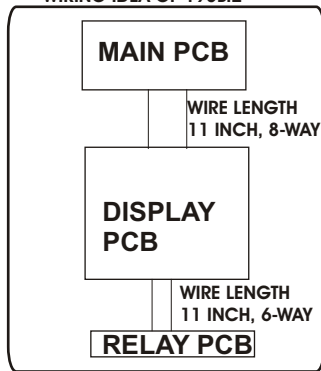 MAIN PCB
WIRE LENGTH
11 INCH, 8-WAY
DISPLAY
PCB
WIRE LENGTH
11 INCH, 6-WAY
RELAY PCB